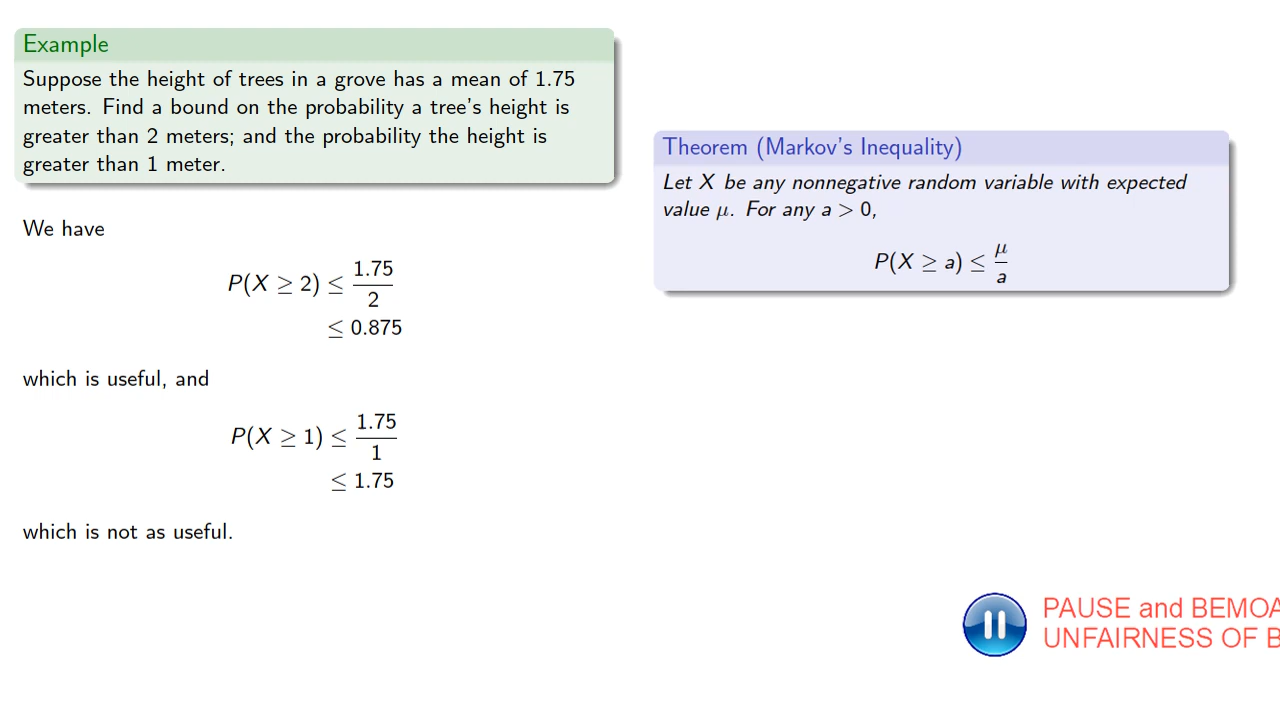 Example
Suppose the height of trees in a grove has a mean of 1.75
meters. Find a bound on the probability a tree's height is
greater than 2 meters; and the probability the height is
greater than 1 meter.
We have
P(X ≥ 2) ≤ 1.75/2
≤ 0.875
which is useful, and
P(X ≥ 1) ≤ 1.75/1
≤ 1.75
which is not as useful.
Theorem (Markov's Inequality)
Let X be any nonnegative random variable with expected
value μ. For any a > 0,
P(X ≥ a) ≤ μ/a
PAUSE and
UNFAIRNESS OF